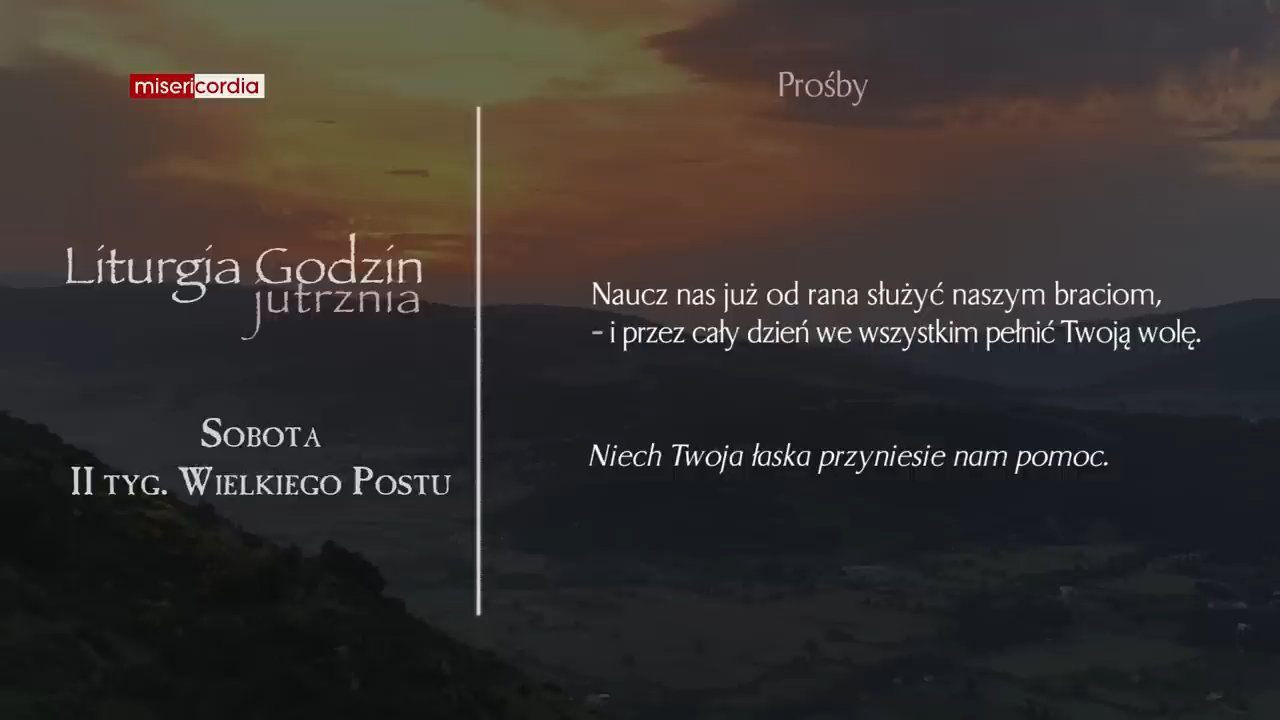 misericordia
Prośby
Liturgia Godzin
jutrznia
Naucz nas już od rana służyć naszym braciom,
– i przez cały dzień we wszystkim pełnić Twoją wolę.
Sobota
II tyg. Wielkiego Postu
Niech Twoja łaska przyniesie nam pomoc.